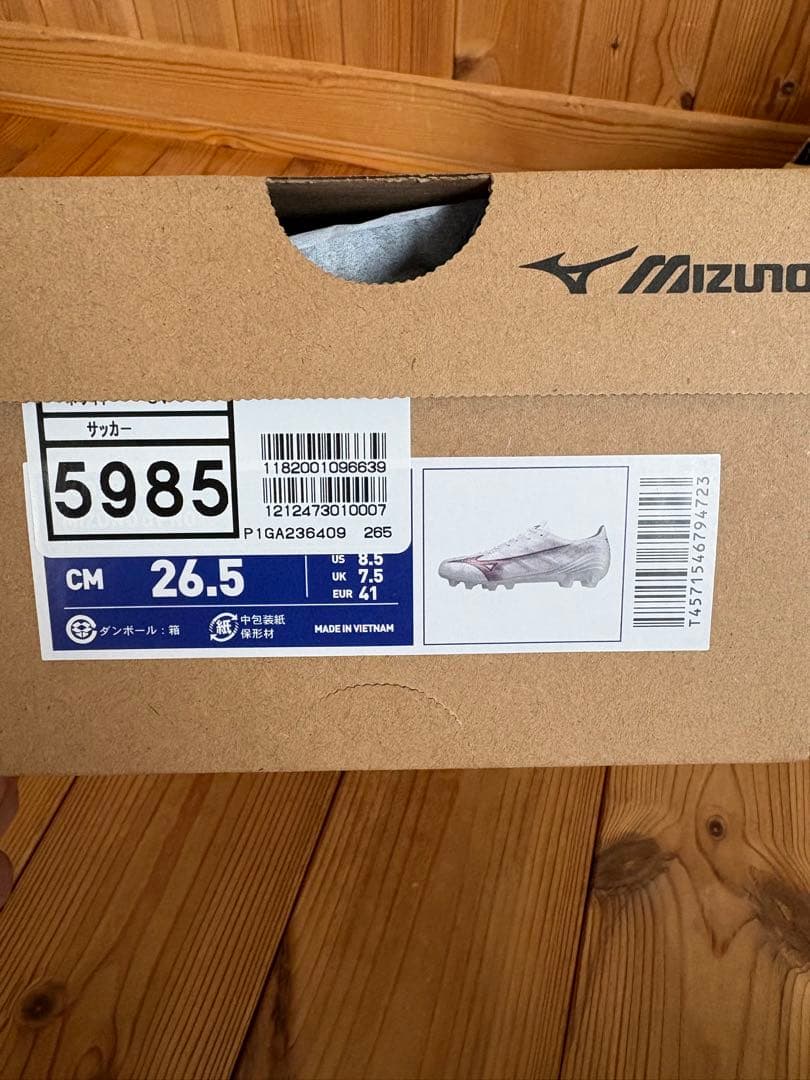 MIZUNO
サッカー
5985
1182001096639
1212473010007
P1GA236409 265
CM 26.5
US 8.5
UK 7.5
EUR 41
ダンボール：箱
紙 中包装紙
保形材
MADE IN VIETNAM
T4571546794723